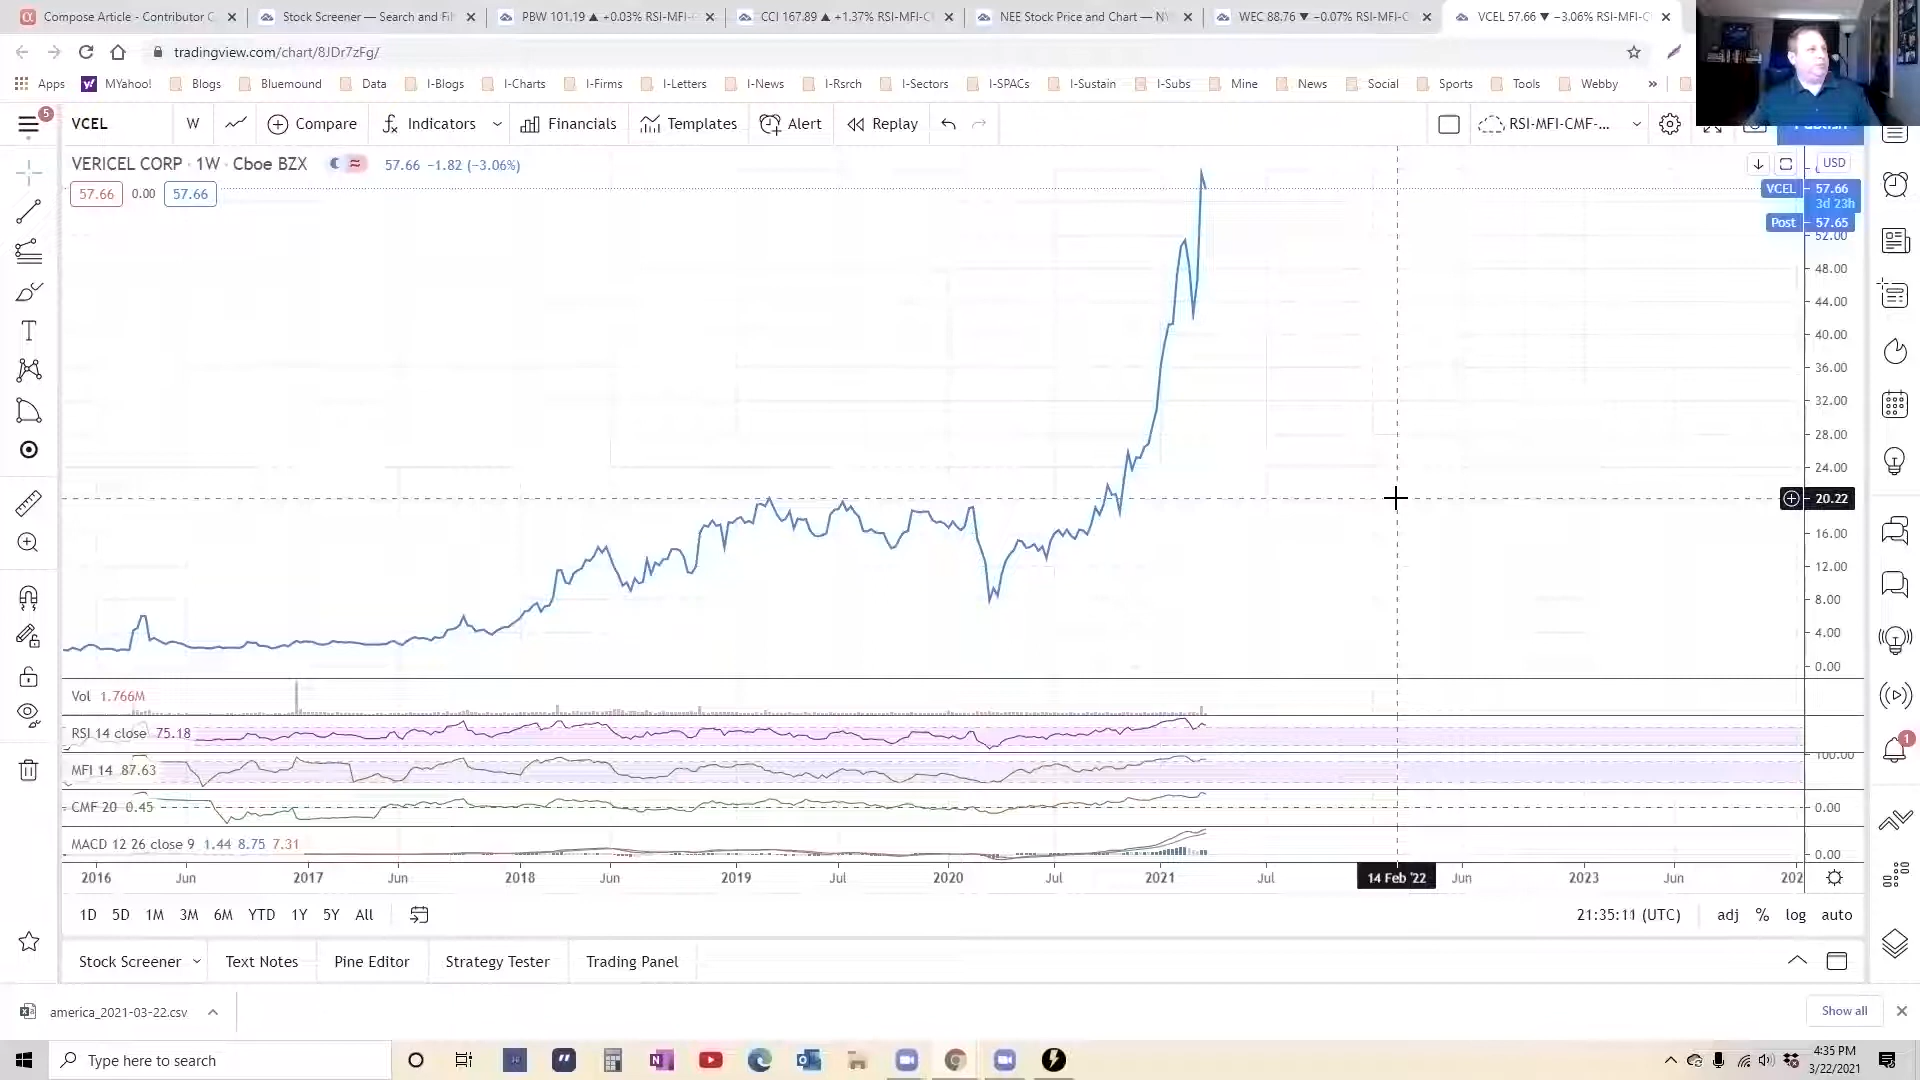 Compose Article - Contributor C
Stock Screener — Search and Fil
PBW 101.19 ▲ +0.03% RSI-MFI-
CCI 167.89 ▲ +1.37% RSI-MFI-C
NEE Stock Price and Chart — NY
WEC 88.76 ▼ −0.07% RSI-MFI-C
VCEL 57.66 ▼ −3.06% RSI-MFI-C
tradingview.com/chart/8JDr7zFg/
Apps MYahoo! Blogs Bluemound Data I-Blogs I-Charts I-Firms I-Letters I-News I-Rsrch I-Sectors I-SPACs I-Sustain I-Subs Mine News Social Sports Tools Webby »
5
VCEL W Compare Indicators Financials Templates Alert Replay RSI-MFI-CMF-...
VERICEL CORP · 1W · Cboe BZX 57.66 −1.82 (−3.06%)
57.66 0.00 57.66
USD
VCEL 57.66
3d 23h
Post 57.65
52.00
48.00
44.00
40.00
36.00
32.00
28.00
24.00
20.22
16.00
12.00
8.00
4.00
0.00
Vol 1.766M
RSI 14 close 75.18
MFI 14 87.63
100.00
CMF 20 0.45
0.00
MACD 12 26 close 9 1.44 8.75 7.31
0.00
2016 Jun 2017 Jun 2018 Jun 2019 Jul 2020 Jul 2021 Jul 14 Feb '22 Jun 2023 Jun 202
1D 5D 1M 3M 6M YTD 1Y 5Y All
21:35:11 (UTC) adj % log auto
Stock Screener Text Notes Pine Editor Strategy Tester Trading Panel
1
america_2021-03-22.csv
Show all
Type here to search
4:35 PM
3/22/2021